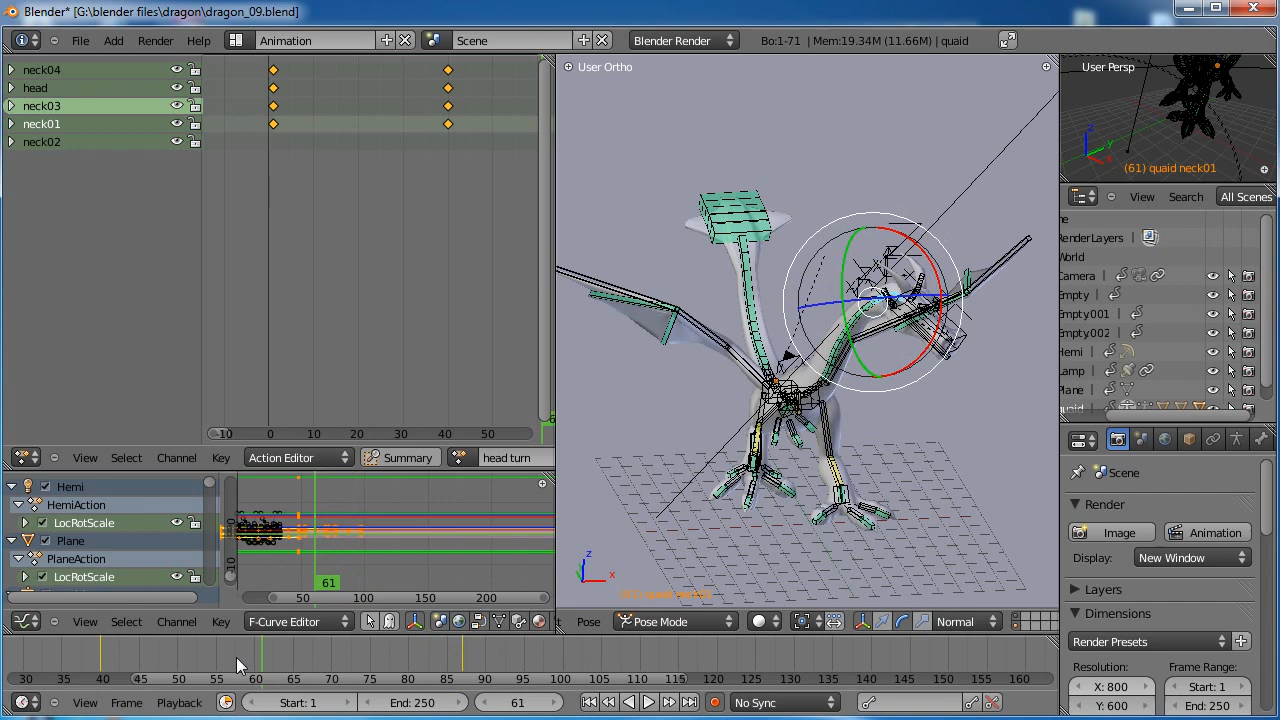 Blender* [G:\blender files\dragon\dragon_09.blend]
File Add Render Help Animation Scene Blender Render Bo:1-71 | Mem:19.34M (11.66M) | quaid
neck04
head
neck03
neck01
neck02
-10 0 10 20 30 40 50
View Select Channel Key Action Editor Summary head turn
Hemi
HemiAction
LocRotScale
Plane
PlaneAction
LocRotScale
10
61
50 100 150 200
View Select Channel Key F-Curve Editor
User Ortho
z
x
Pose Pose Mode Normal
User Persp
z
y
x
(61) quaid neck01
View Search All Scenes
RenderLayers |
World
Camera |
Empty |
Empty.001
Empty.002
Hemi |
Lamp |
Plane |
quaid
Scene
Render
Image Animation
Display: New Window
Layers
Dimensions
Render Presets
Resolution: Frame Range:
X: 800 Start: 1
Y: 600 End: 250
30 35 40 45 50 55 60 65 70 75 80 85 90 95 100 105 110 115 120 125 130 135 140 145 150 155 160
View Frame Playback Start: 1 End: 250 61 No Sync